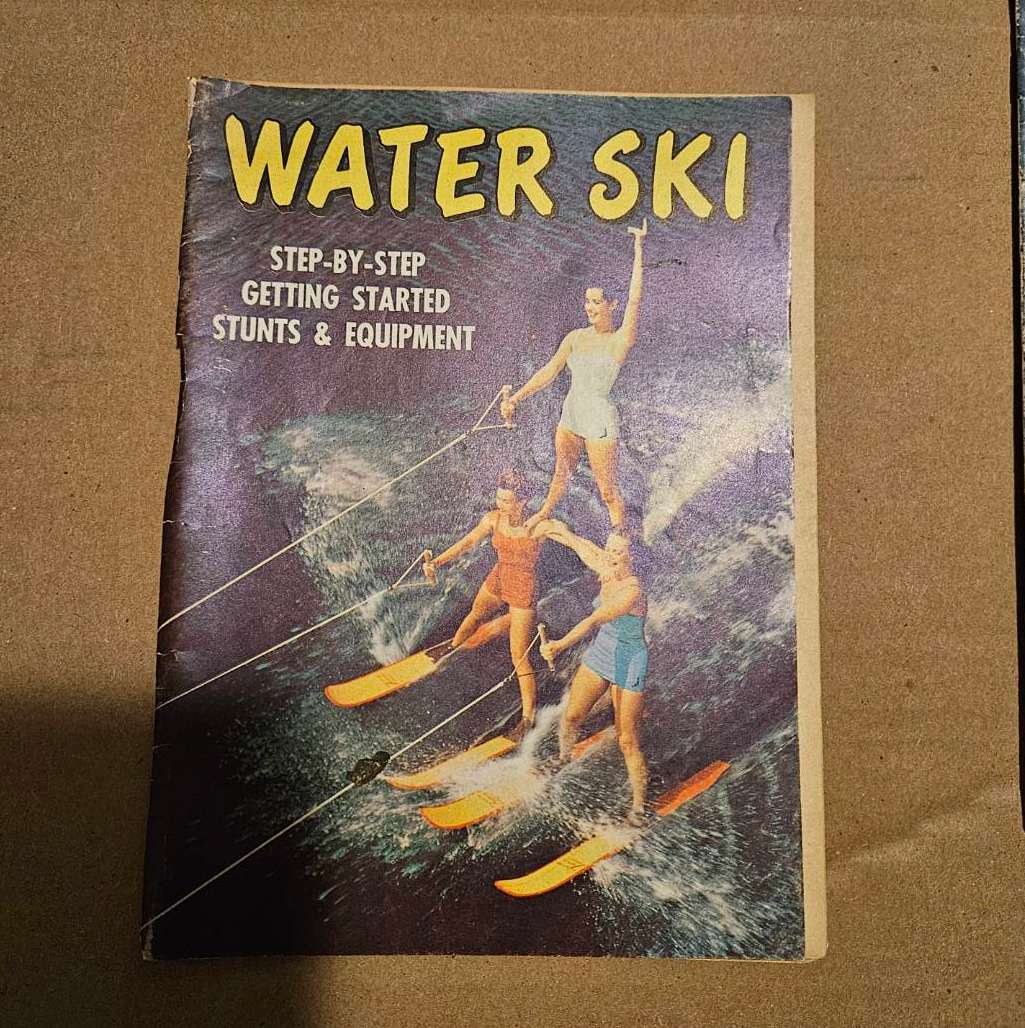 WATER SKI
STEP-BY-STEP
GETTING STARTED
STUNTS & EQUIPMENT